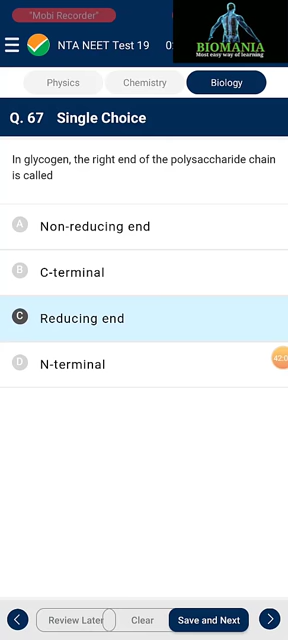 "Mobi Recorder"
NTA NEET Test 19
BIOMANIA
Most easy way of learning
Physics
Chemistry
Biology
Q. 67 Single Choice
In glycogen, the right end of the polysaccharide chain
is called
A Non-reducing end
B C-terminal
C Reducing end
D N-terminal
Review Later
Clear
Save and Next